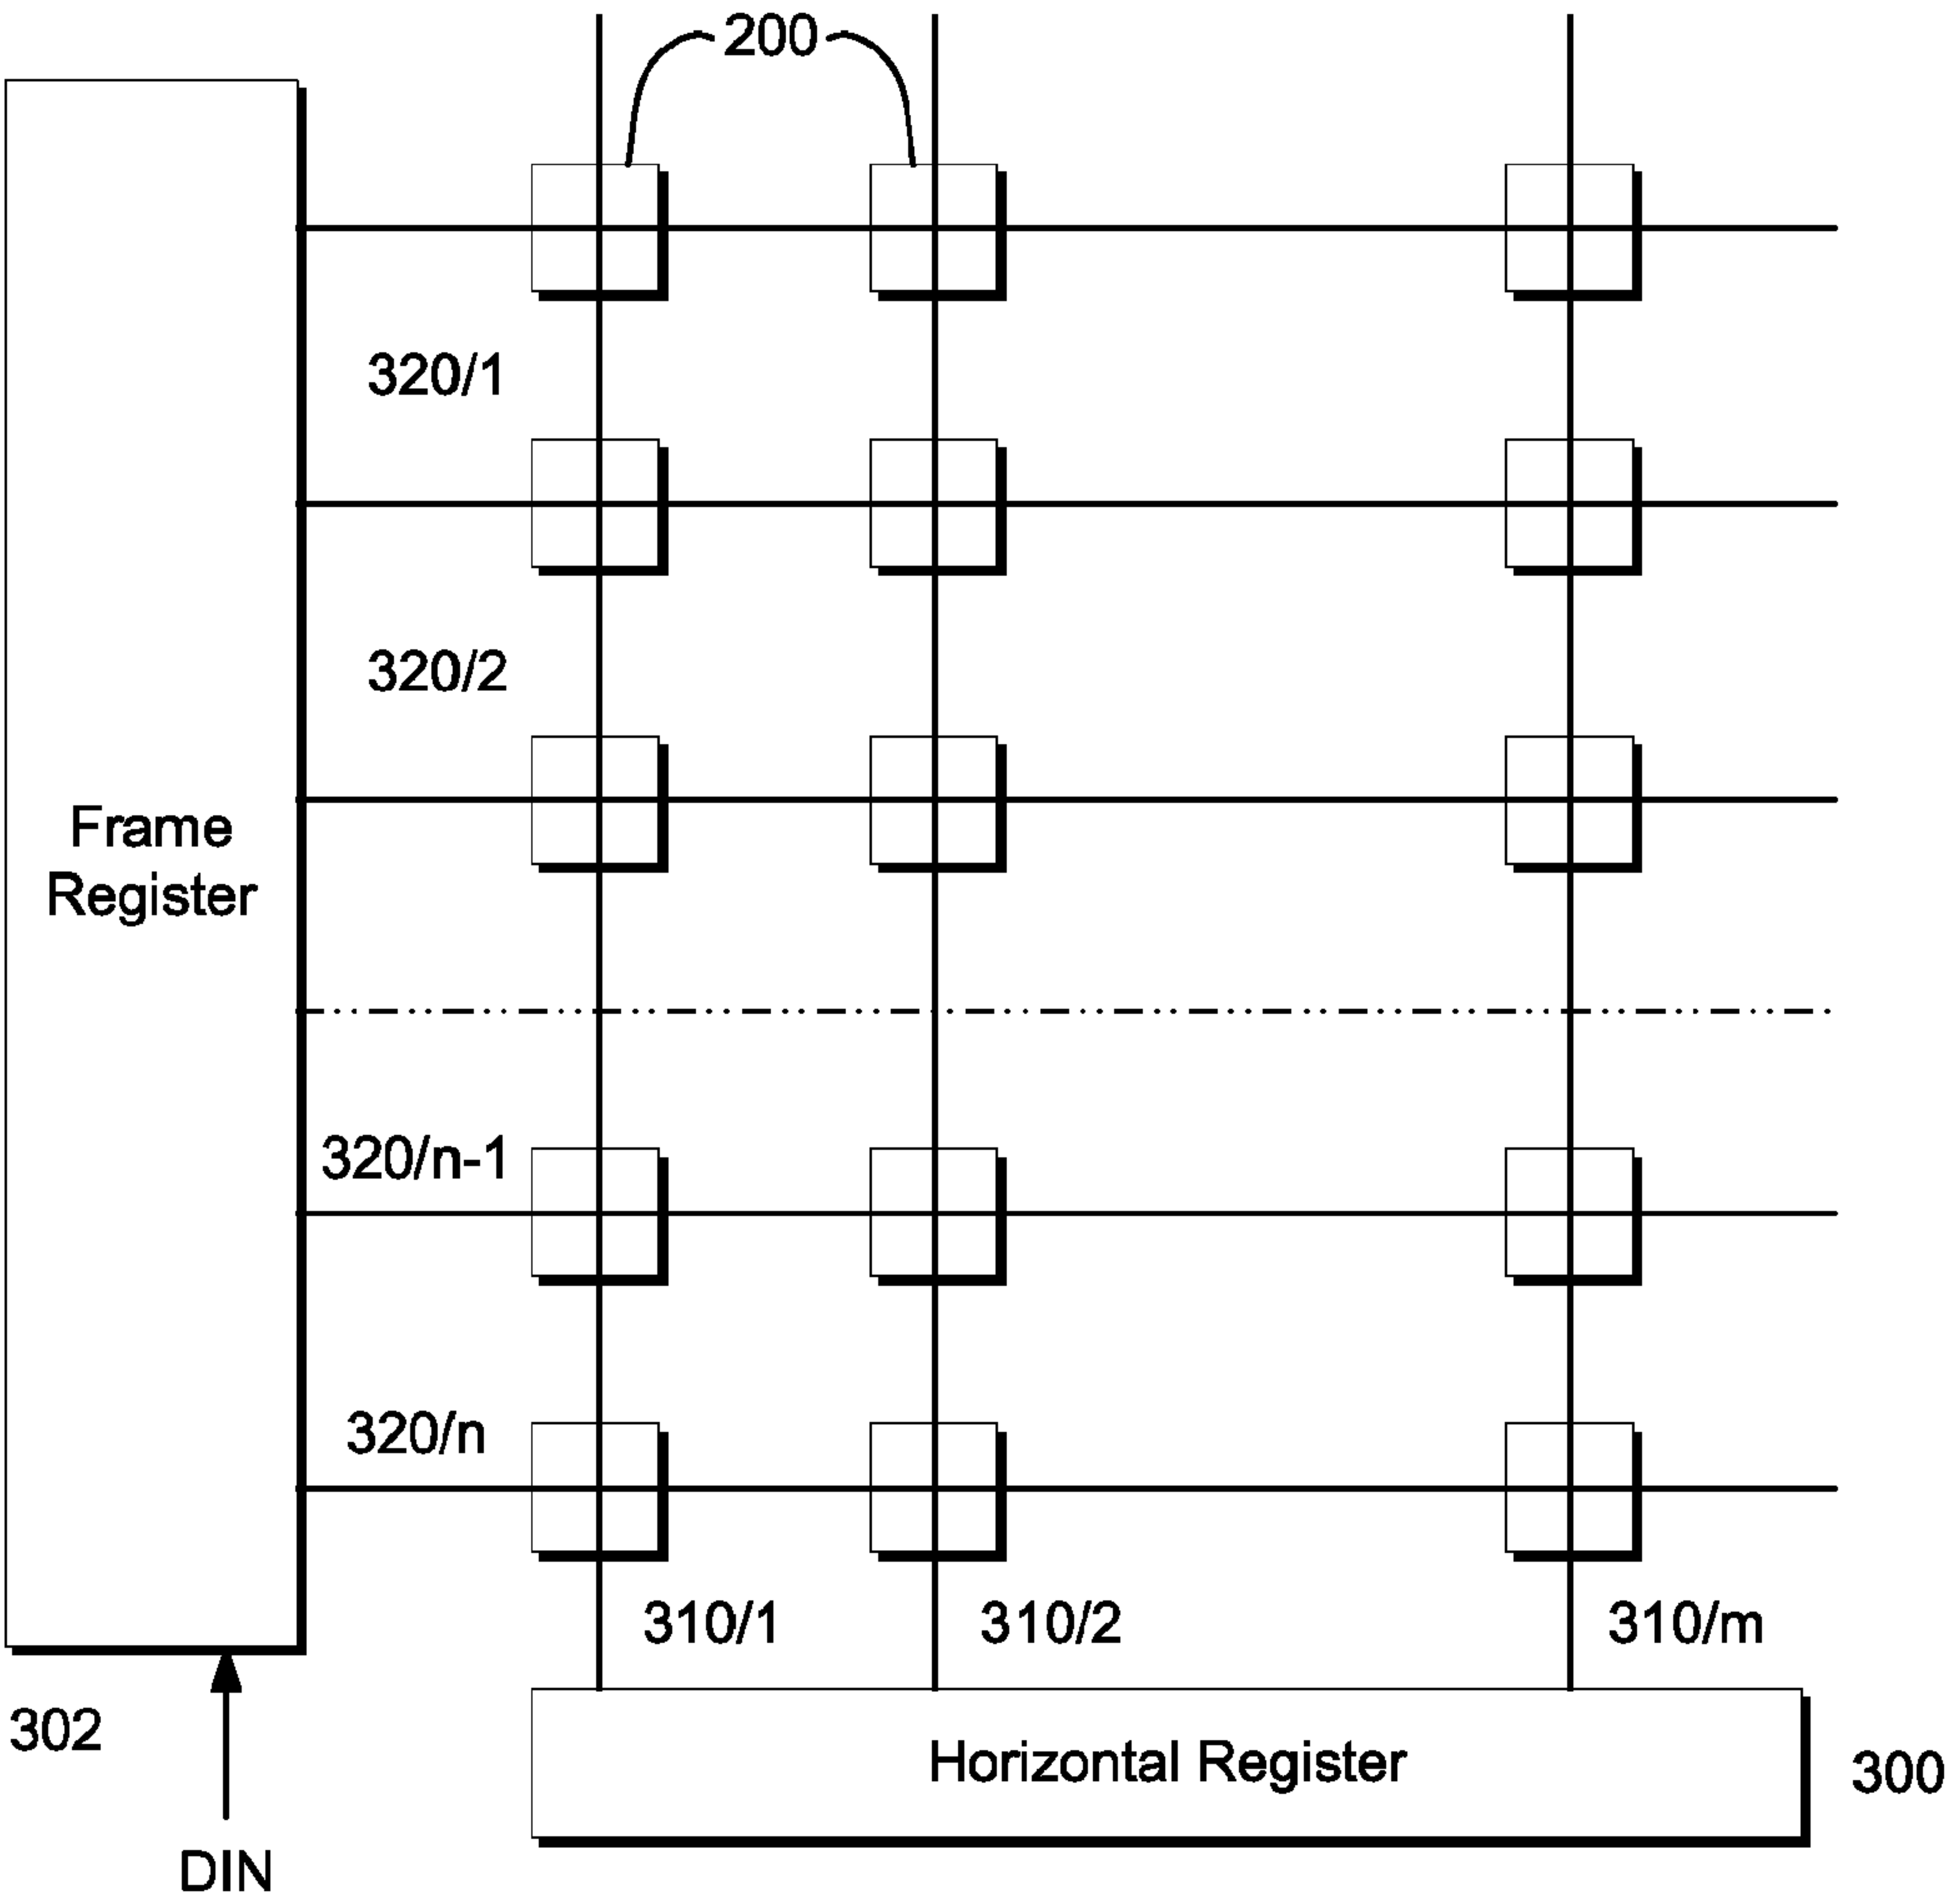 200
320/1
320/2
Frame
Register
320/n-1
320/n
310/1 310/2 310/m
302
Horizontal Register
300
DIN